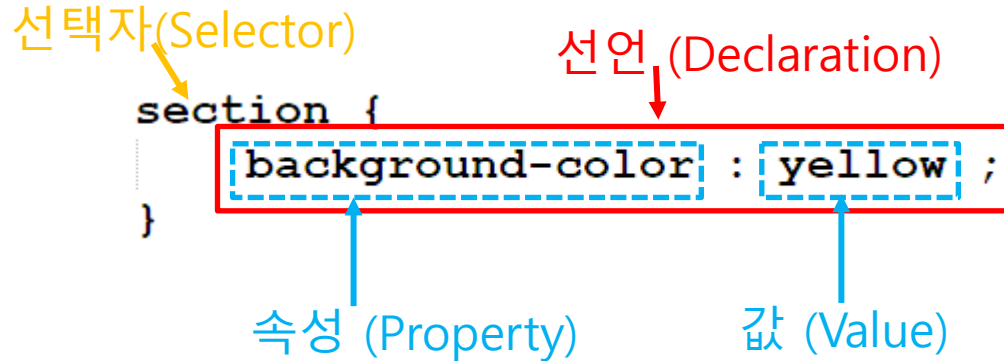 선택자(Selector)
선언 (Declaration)
section {
background-color : yellow ;
}
속성 (Property)
값 (Value)